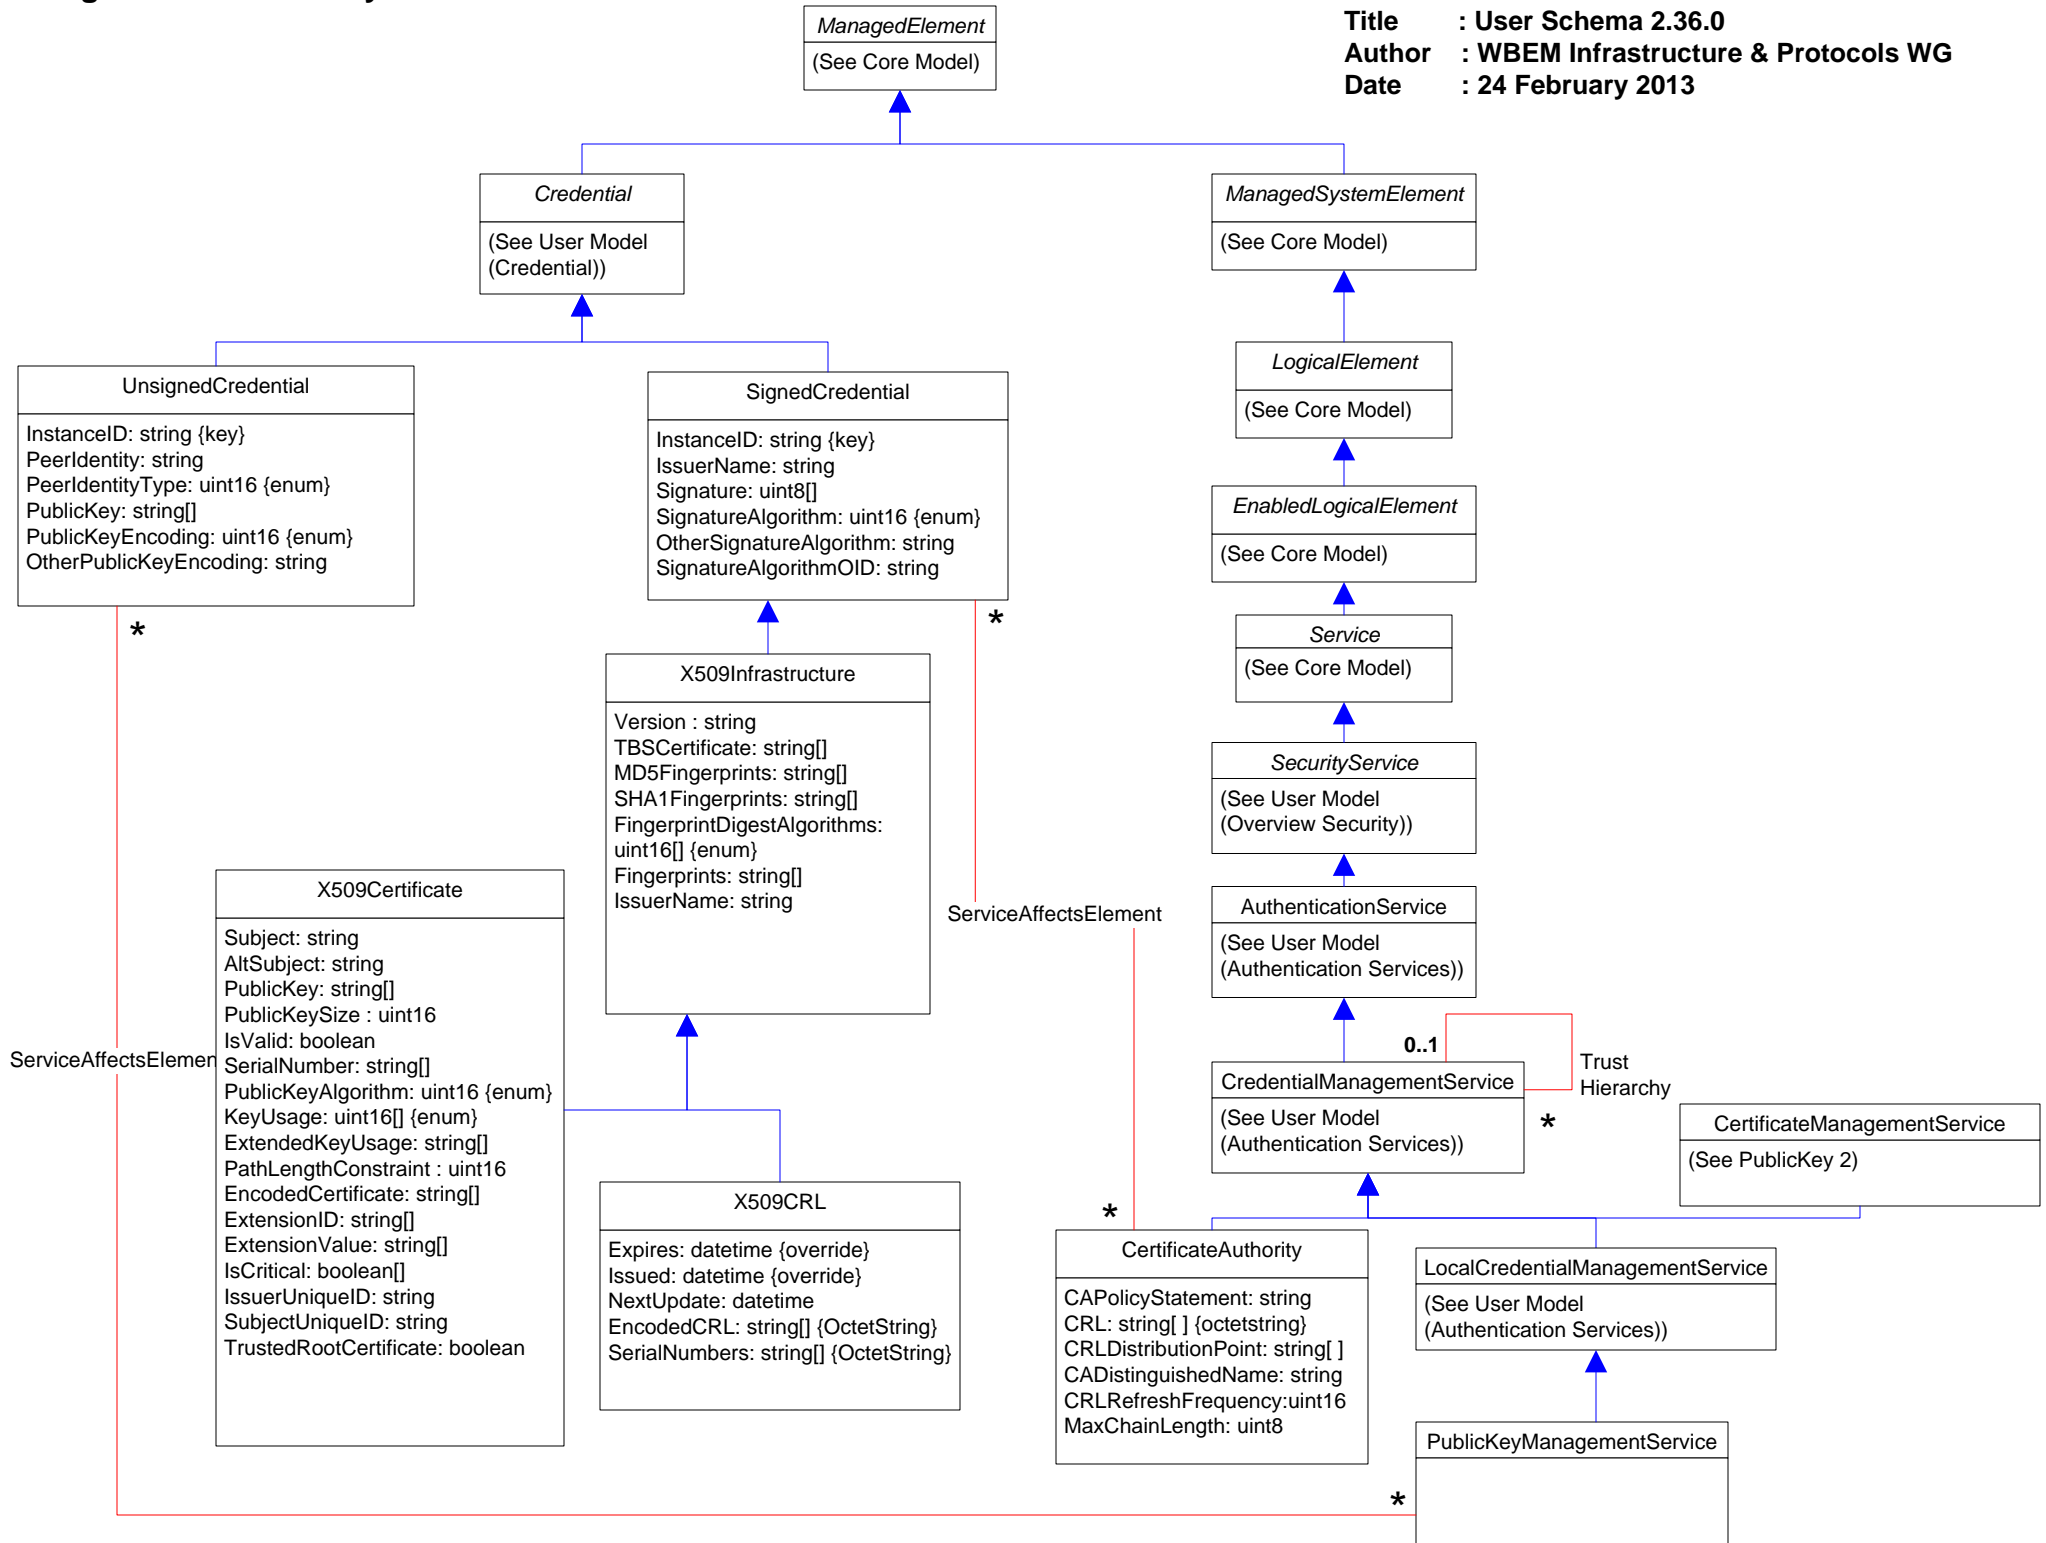 Title : User Schema 2.36.0
Author : WBEM Infrastructure & Protocols WG
Date : 24 February 2013
ManagedElement
(See Core Model)
Credential
(See User Model
(Credential))
ManagedSystemElement
(See Core Model)
LogicalElement
(See Core Model)
EnabledLogicalElement
(See Core Model)
Service
(See Core Model)
SecurityService
(See User Model
(Overview Security))
AuthenticationService
(See User Model
(Authentication Services))
UnsignedCredential
InstanceID: string {key}
PeerIdentity: string
PeerIdentityType: uint16 {enum}
PublicKey: string[]
PublicKeyEncoding: uint16 {enum}
OtherPublicKeyEncoding: string
*
SignedCredential
InstanceID: string {key}
IssuerName: string
Signature: uint8[]
SignatureAlgorithm: uint16 {enum}
OtherSignatureAlgorithm: string
SignatureAlgorithmOID: string
*
X509Infrastructure
Version : string
TBSCertificate: string[]
MD5Fingerprints: string[]
SHA1Fingerprints: string[]
FingerprintDigestAlgorithms:
uint16[] {enum}
Fingerprints: string[]
IssuerName: string
ServiceAffectsElement
ServiceAffectsElemen
X509Certificate
Subject: string
AltSubject: string
PublicKey: string[]
PublicKeySize : uint16
IsValid: boolean
SerialNumber: string[]
PublicKeyAlgorithm: uint16 {enum}
KeyUsage: uint16[] {enum}
ExtendedKeyUsage: string[]
PathLengthConstraint : uint16
EncodedCertificate: string[]
ExtensionID: string[]
ExtensionValue: string[]
IsCritical: boolean[]
IssuerUniqueID: string
SubjectUniqueID: string
TrustedRootCertificate: boolean
X509CRL
Expires: datetime {override}
Issued: datetime {override}
NextUpdate: datetime
EncodedCRL: string[] {OctetString}
SerialNumbers: string[] {OctetString}
0..1
Trust
Hierarchy
CredentialManagementService
(See User Model
(Authentication Services))
*
CertificateManagementService
(See PublicKey 2)
*
CertificateAuthority
CAPolicyStatement: string
CRL: string[ ] {octetstring}
CRLDistributionPoint: string[ ]
CADistinguishedName: string
CRLRefreshFrequency:uint16
MaxChainLength: uint8
LocalCredentialManagementService
(See User Model
(Authentication Services))
PublicKeyManagementService
*